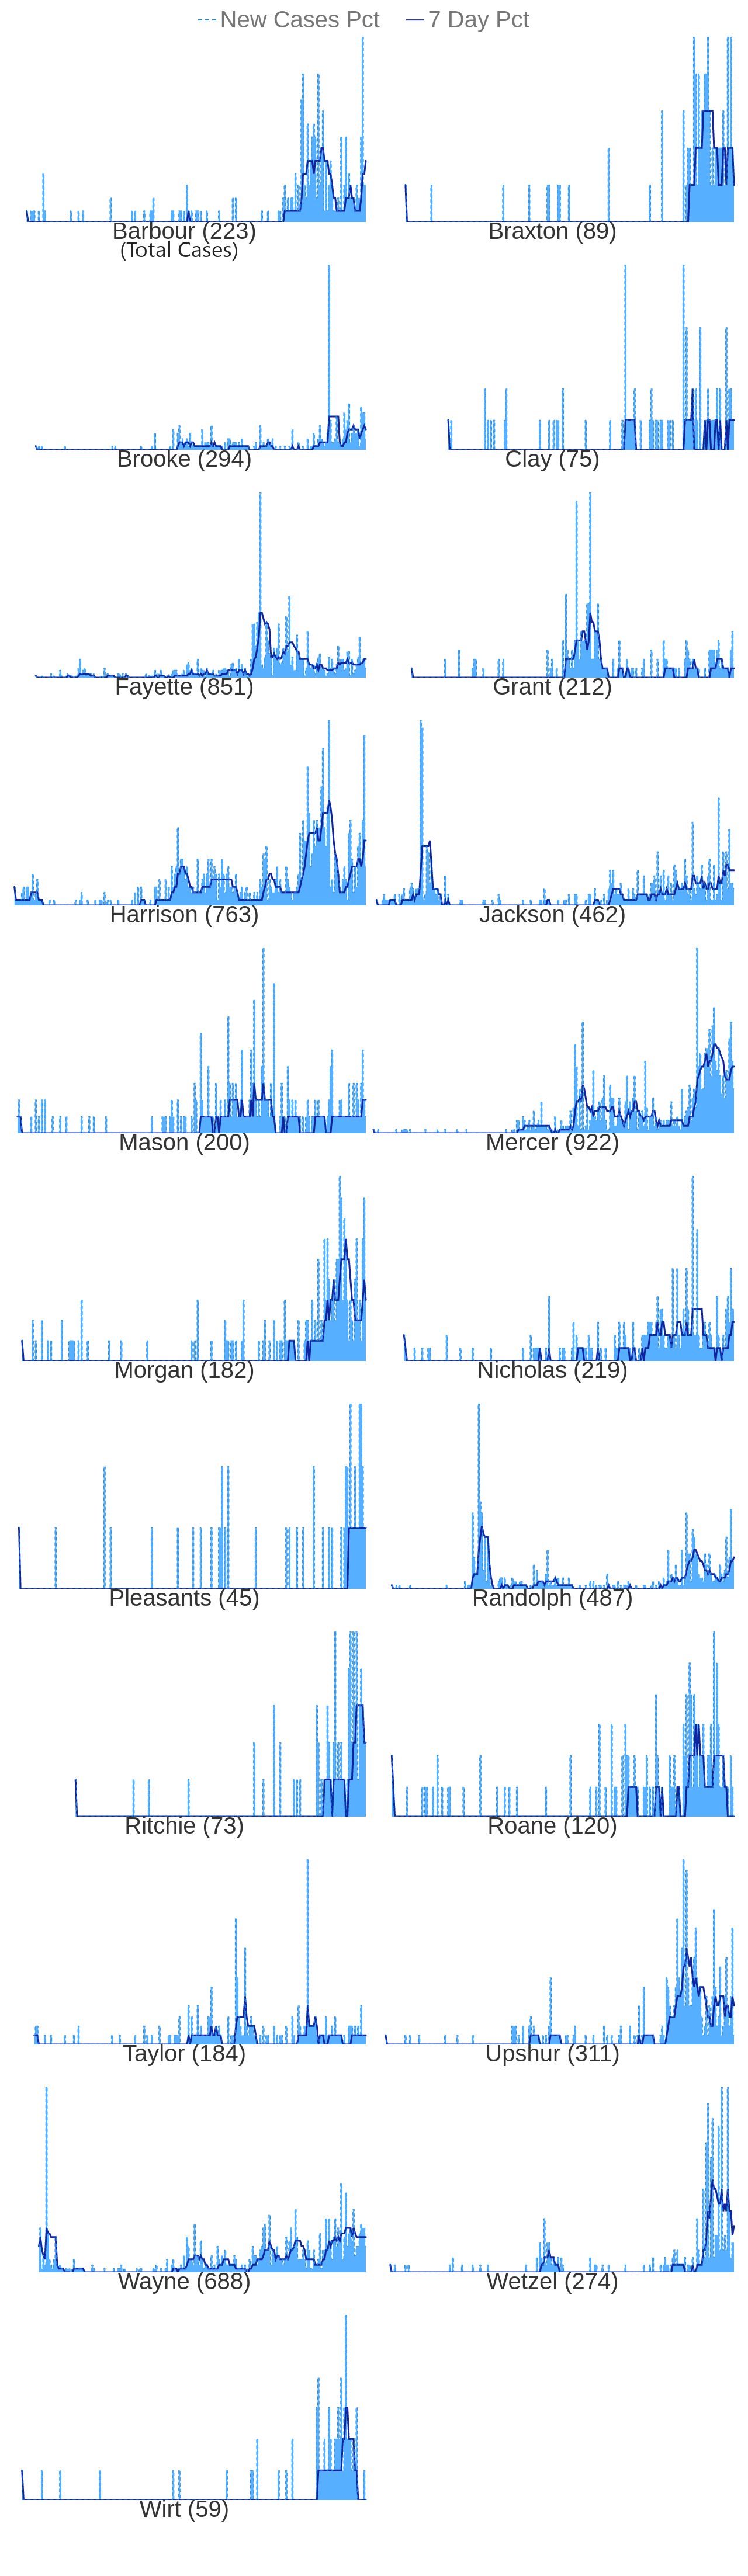 New Cases Pct 7 Day Pct
Barbour (223) Braxton (89)
(Total Cases)
Brooke (294) Clay (75)
Fayette (851) Grant (212)
Harrison (763) Jackson (462)
Mason (200) Mercer (922)
Morgan (182) Nicholas (219)
Pleasants (45) Randolph (487)
Ritchie (73) Roane (120)
Taylor (184) Upshur (311)
Wayne (688) Wetzel (274)
Wirt (59)